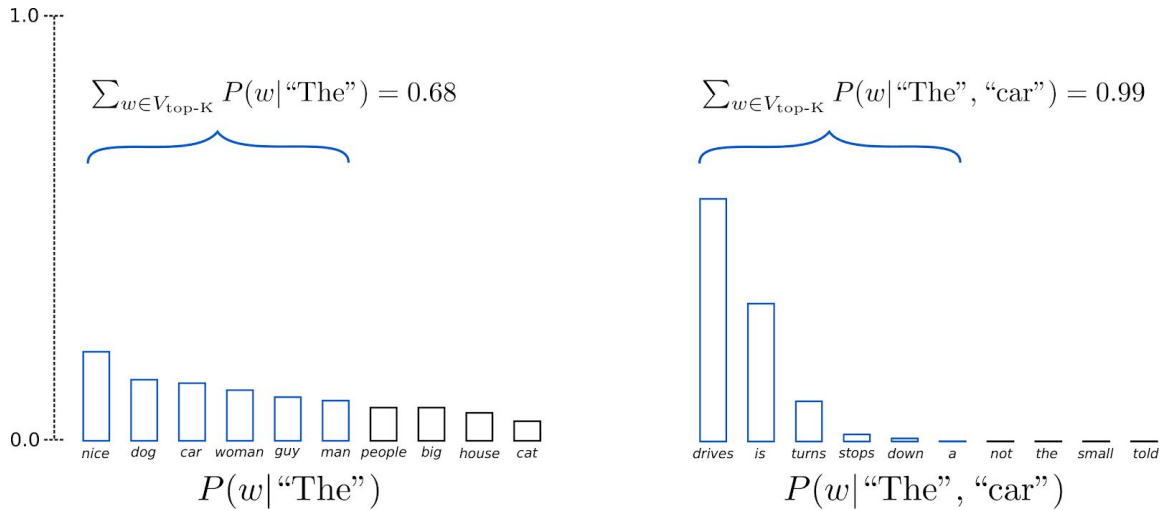 1.0
∑w∈Vtop-K P(w|“The”) = 0.68
∑w∈Vtop-K P(w|“The”, “car”) = 0.99
0.0
nice dog car woman guy man people big house cat
drives is turns stops down a not the small told
P(w|“The”)
P(w|“The”, “car”)